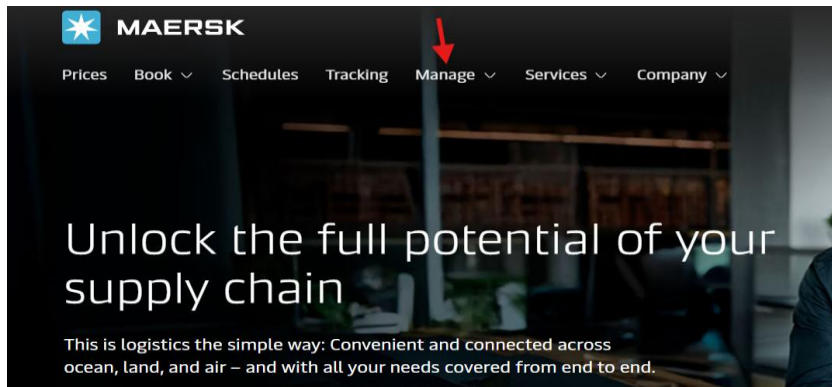 MAERSK
Prices Book Schedules Tracking Manage Services Company
Unlock the full potential of your
supply chain
This is logistics the simple way: Convenient and connected across
ocean, land, and air – and with all your needs covered from end to end.